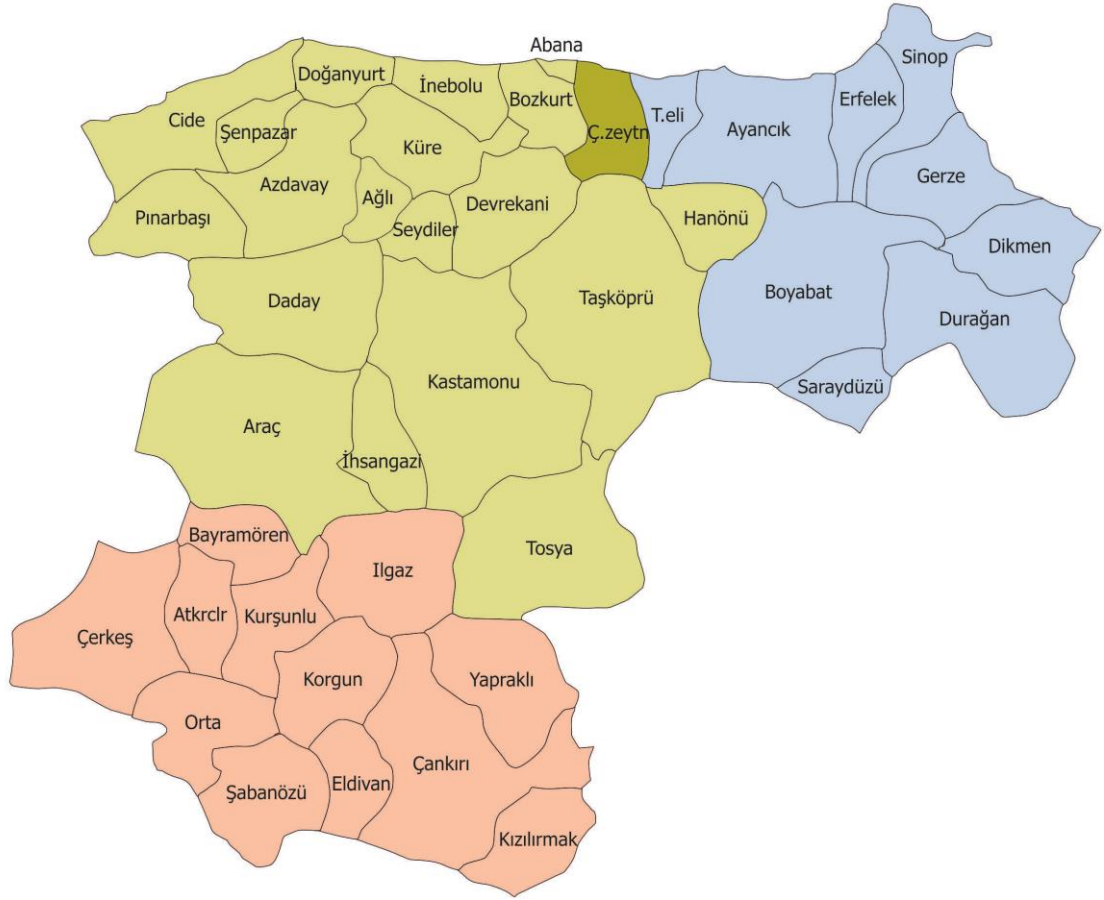 Abana
Sinop
Doğanyurt
İnebolu
Bozkurt
Erfelek
T.eli
Cide
Şenpazar
Küre
Ç.zeytn
Ayancık
Azdavay
Ağlı
Gerze
Pınarbaşı
Seydiler
Devrekani
Hanönü
Dikmen
Daday
Taşköprü
Boyabat
Durağan
Kastamonu
Saraydüzü
Araç
İhsangazi
Bayramören
Ilgaz
Tosya
Çerkeş
Atkrclr
Kurşunlu
Korgun
Yapraklı
Orta
Çankırı
Şabanözü
Eldivan
Kızılırmak